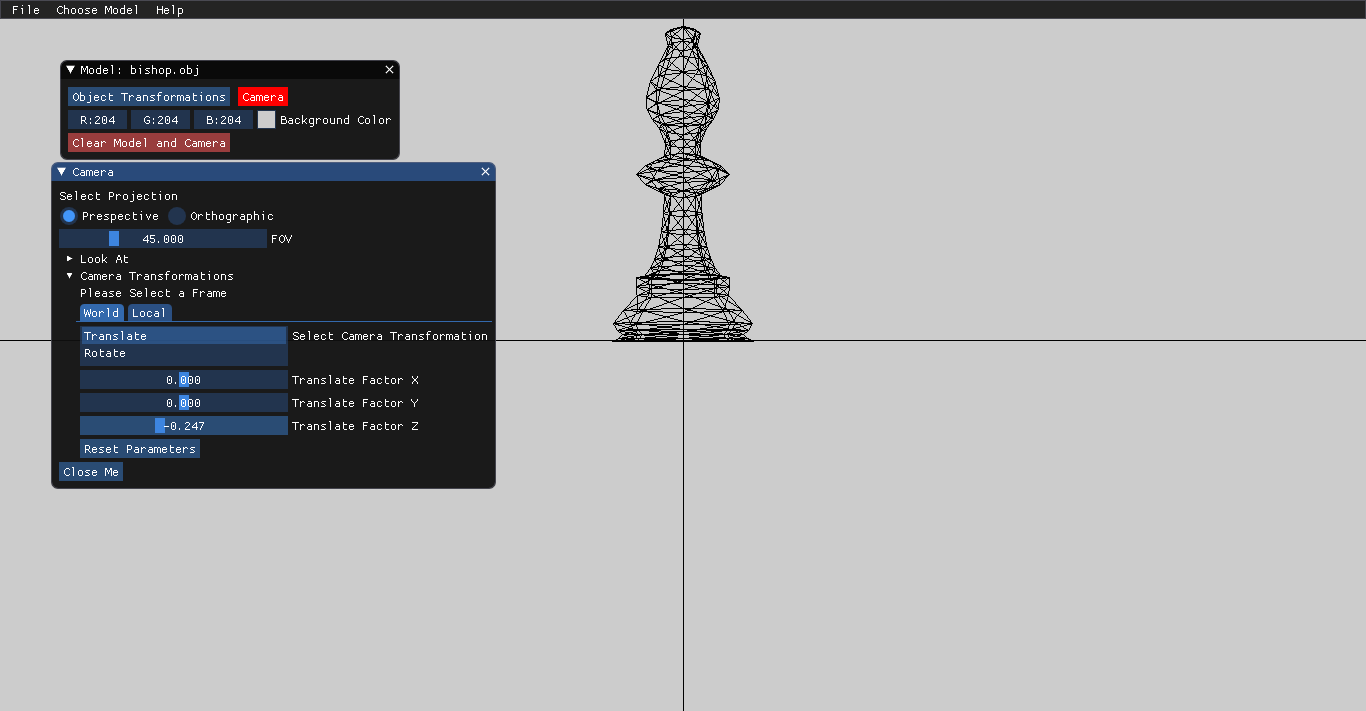 File Choose Model Help
Model: bishop.obj
Object Transformations Camera
R:204 G:204 B:204 Background Color
Clear Model and Camera
Camera
Select Projection
Prespective Orthographic
45.000 FOV
Look At
Camera Transformations
Please Select a Frame
World Local
Translate Select Camera Transformation
Rotate
0.000 Translate Factor X
0.000 Translate Factor Y
-0.247 Translate Factor Z
Reset Parameters
Close Me